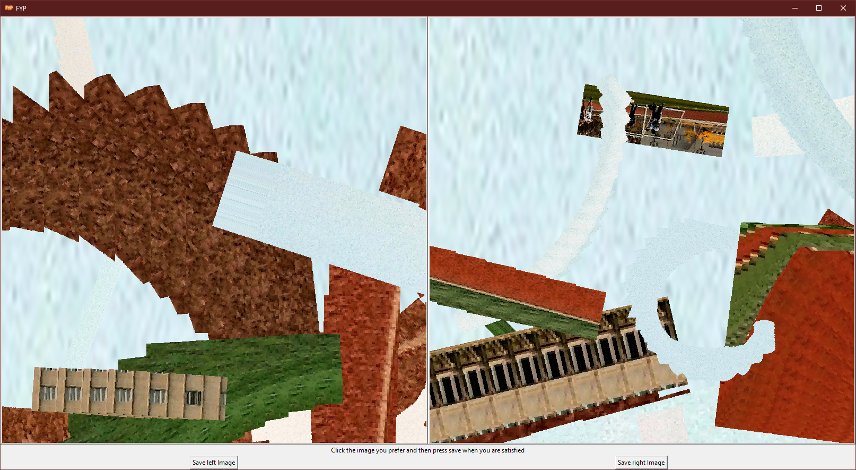 FYP
Click the image you prefer and then press save when you are satisfied
Save left Image
Save right Image